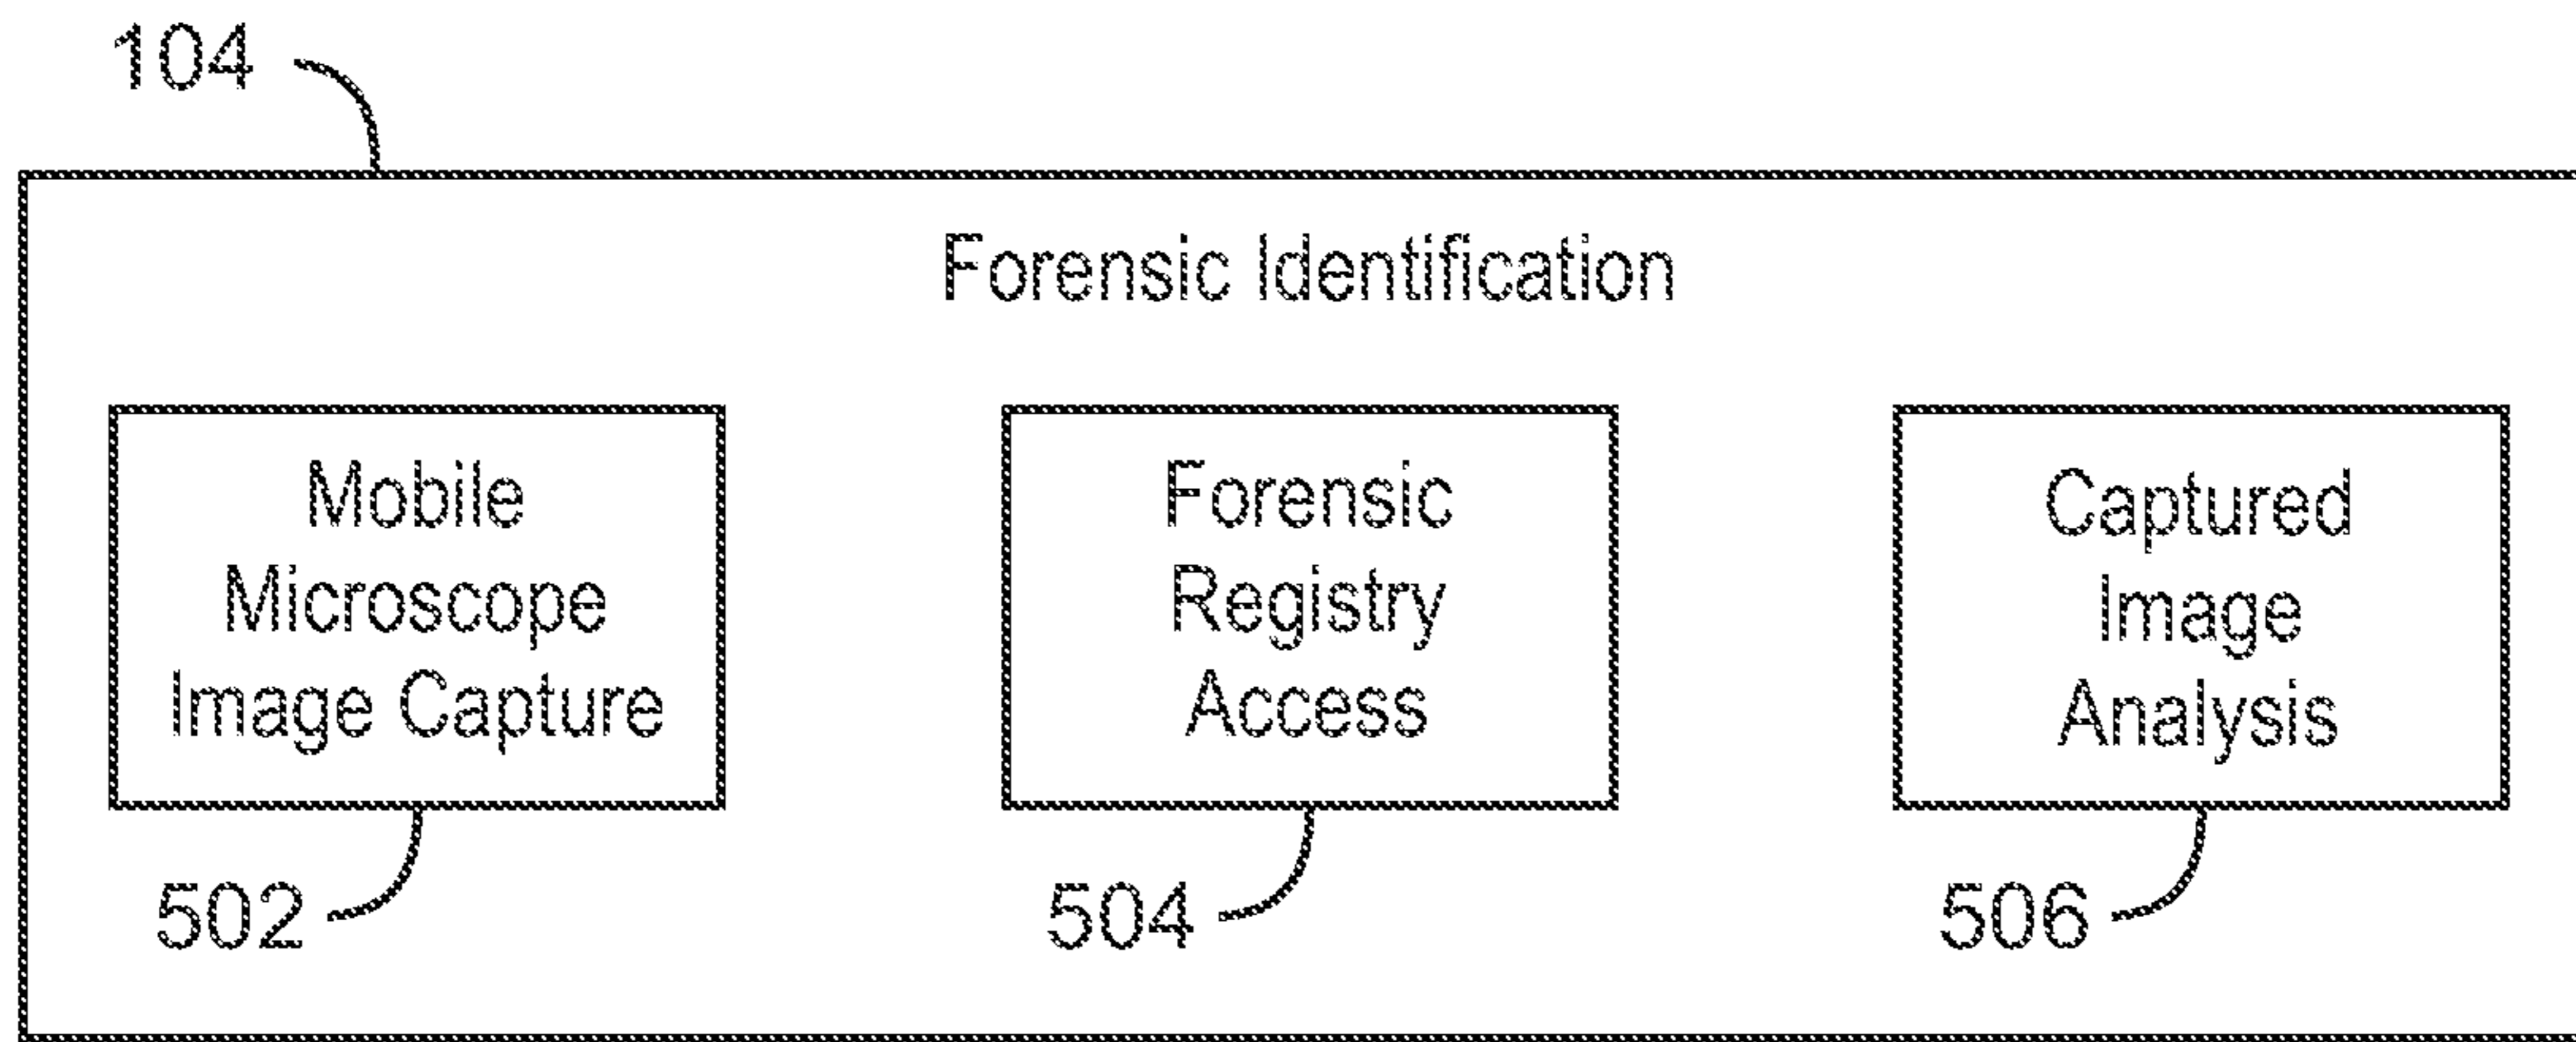 104
Forensic Identification
Mobile
Microscope
Image Capture
Forensic
Registry
Access
Captured
Image
Analysis
502
504
506